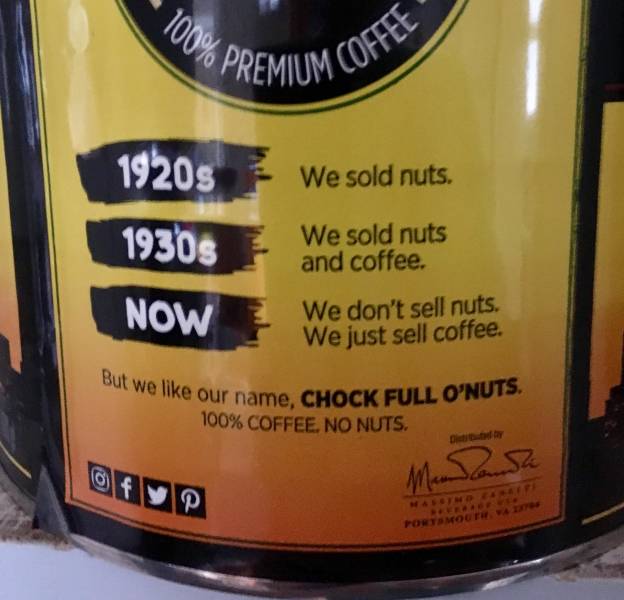 100% PREMIUM COFFEE
1920s We sold nuts.
1930s We sold nuts
and coffee.
NOW We don't sell nuts.
We just sell coffee.
But we like our name, CHOCK FULL O'NUTS.
100% COFFEE. NO NUTS.
Distributed by
MASSIMO ZANETTI
BEVERAGE USA
PORTSMOUTH, VA 23704